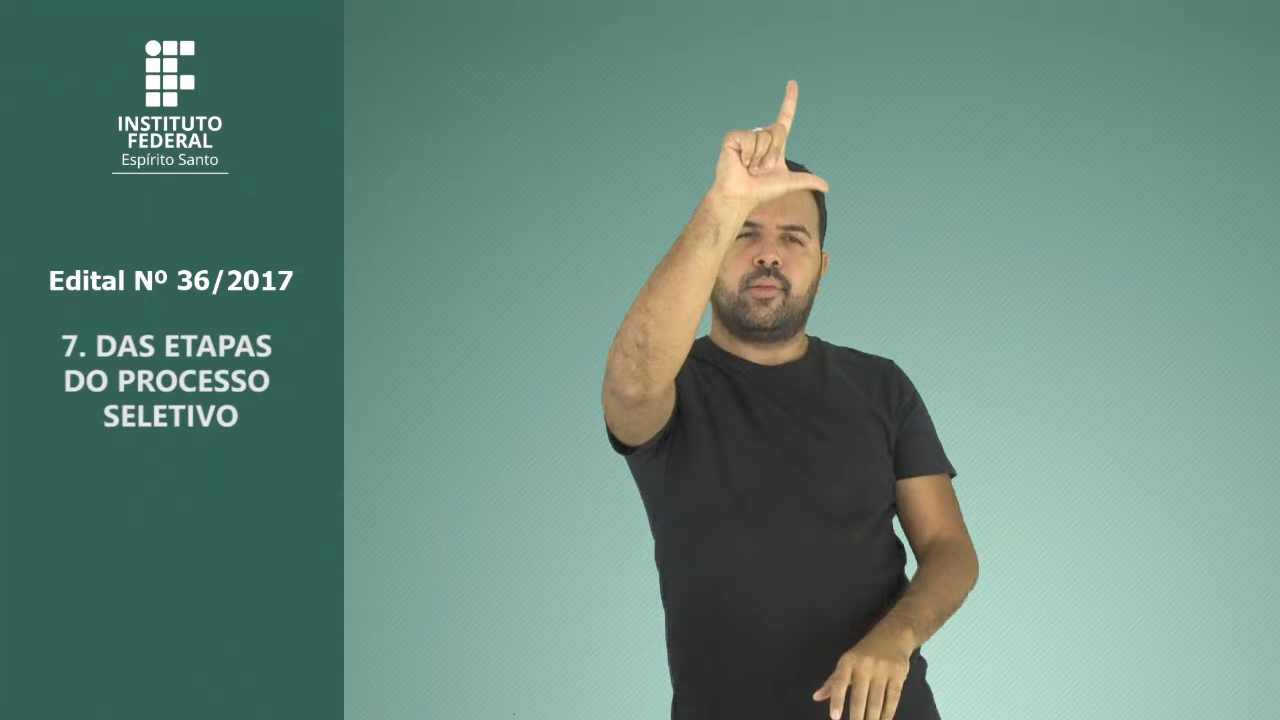 INSTITUTO
FEDERAL
Espírito Santo
Edital Nº 36/2017
7. DAS ETAPAS
DO PROCESSO
SELETIVO